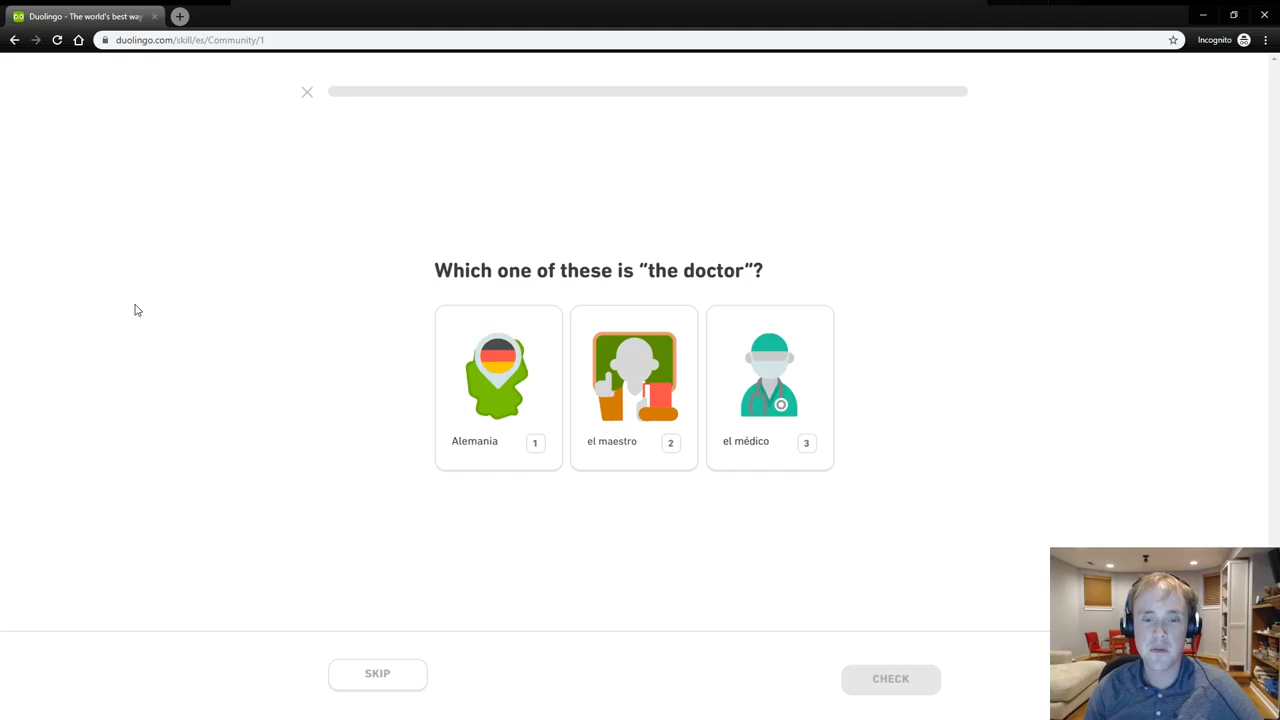 Duolingo - The world's best way
duolingo.com/skill/es/Community/1
Incognito
Which one of these is "the doctor"?
Alemania 1
el maestro 2
el médico 3
SKIP
CHECK